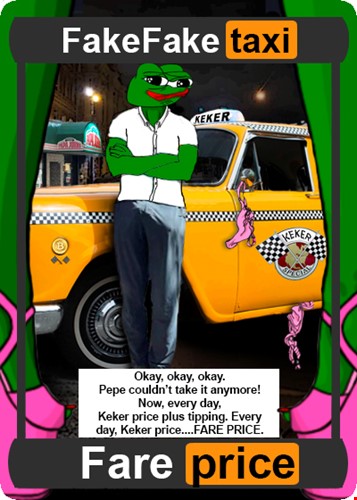 FakeFake taxi
KEKER
KEKER
SPECIAL
Okay, okay, okay.
Pepe couldn't take it anymore!
Now, every day,
Keker price plus tipping. Every
day, Keker price....FARE PRICE.
Fare price